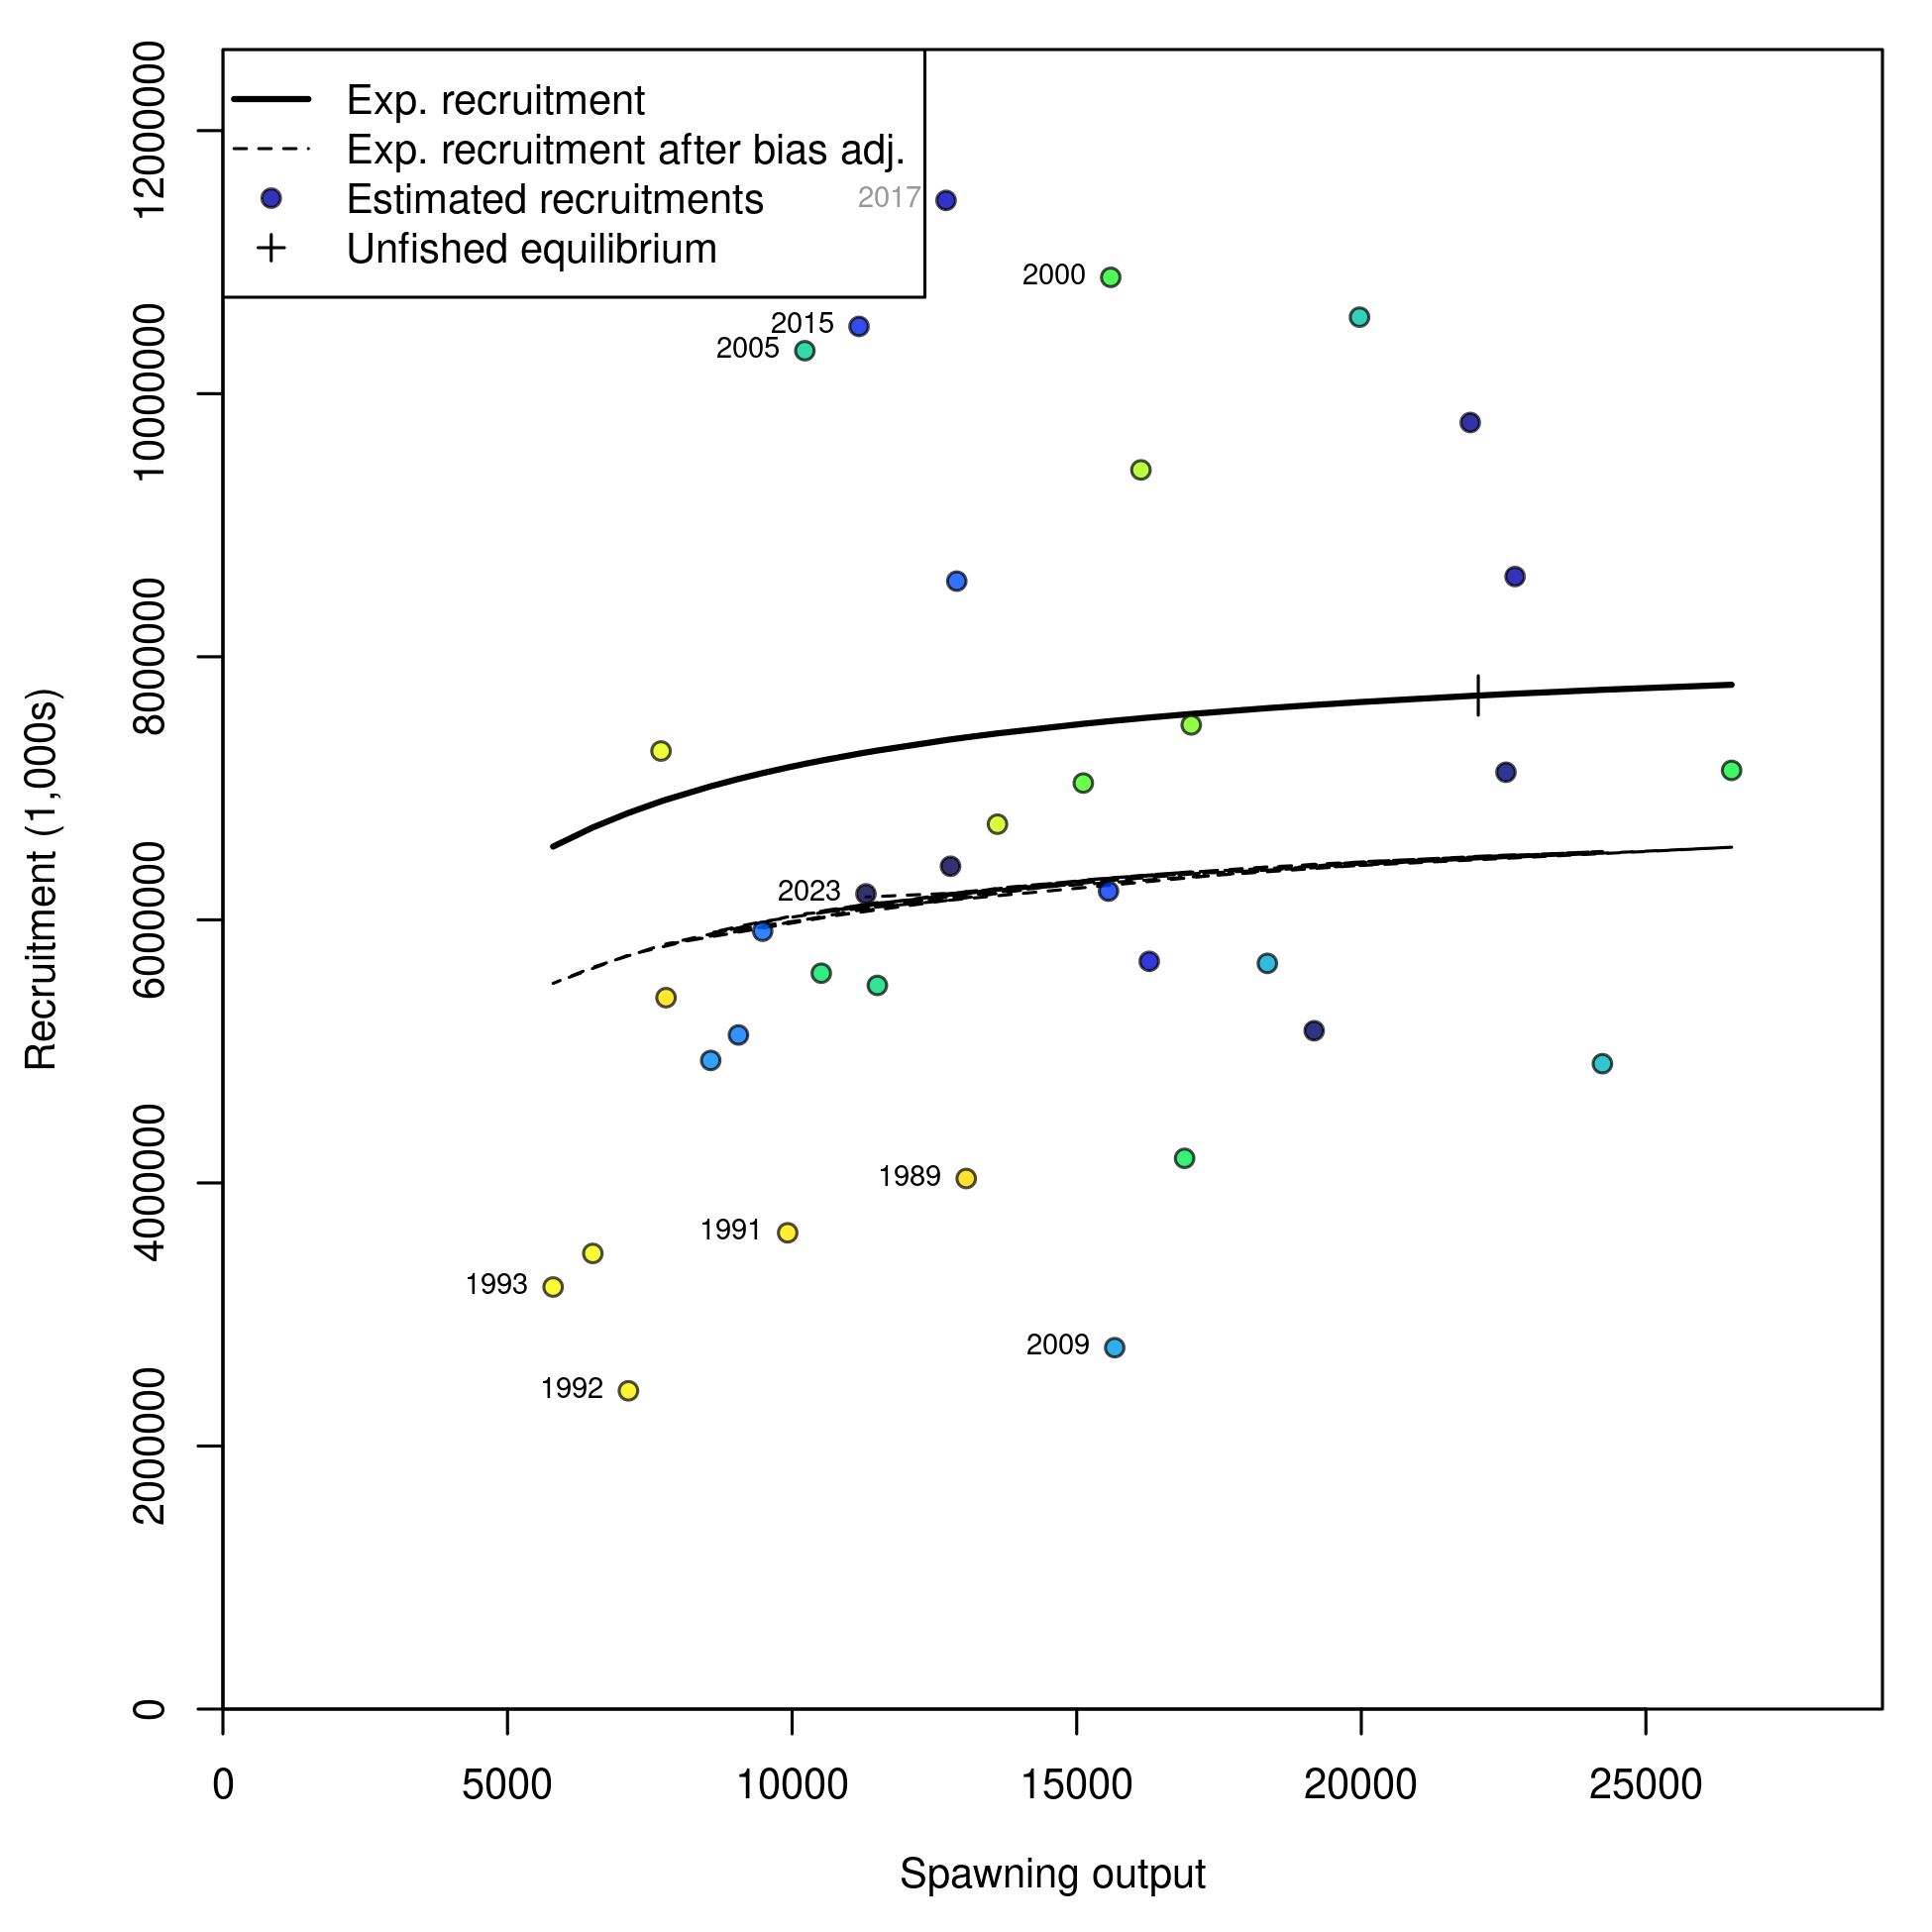 Exp. recruitment
Exp. recruitment after bias adj.
Estimated recruitments
Unfished equilibrium
2017
2000
2015
2005
2023
1989
1991
1993
2009
1992
Recruitment (1,000s)
12000000
10000000
8000000
6000000
4000000
2000000
0
0 5000 10000 15000 20000 25000
Spawning output